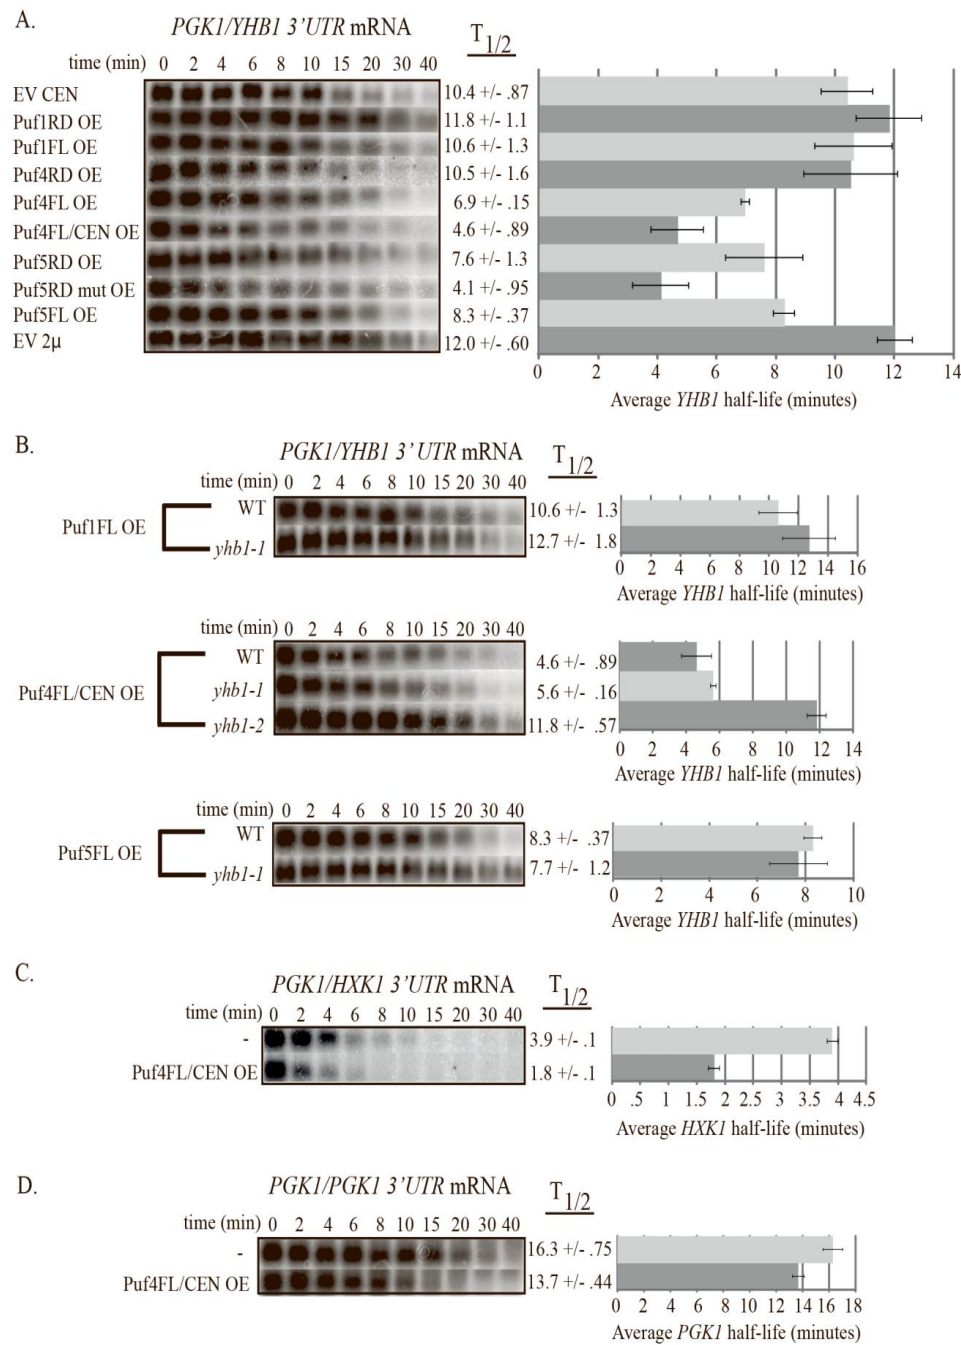 A.
PGK1/YHB1 3’UTR mRNA
T1/2
time (min) 0 2 4 6 8 10 15 20 30 40
EV CEN 10.4 +/- .87
Puf1RD OE 11.8 +/- 1.1
Puf1FL OE 10.6 +/- 1.3
Puf4RD OE 10.5 +/- 1.6
Puf4FL OE 6.9 +/- .15
Puf4FL/CEN OE 4.6 +/- .89
Puf5RD OE 7.6 +/- 1.3
Puf5RD mut OE 4.1 +/- .95
Puf5FL OE 8.3 +/- .37
EV 2μ 12.0 +/- .60
0 2 4 6 8 10 12 14
Average YHB1 half-life (minutes)
B.
PGK1/YHB1 3’ UTR mRNA
T1/2
time (min) 0 2 4 6 8 10 15 20 30 40
Puf1FL OE
WT 10.6 +/- 1.3
yhb1-1 12.7 +/- 1.8
0 2 4 6 8 10 12 14 16
Average YHB1 half-life (minutes)
time (min) 0 2 4 6 8 10 15 20 30 40
Puf4FL/CEN OE
WT 4.6 +/- .89
yhb1-1 5.6 +/- .16
yhb1-2 11.8 +/- .57
0 2 4 6 8 10 12 14
Average YHB1 half-life (minutes)
time (min) 0 2 4 6 8 10 15 20 30 40
Puf5FL OE
WT 8.3 +/- .37
yhb1-1 7.7 +/- 1.2
0 2 4 6 8 10
Average YHB1 half-life (minutes)
C.
PGK1/HXK1 3’UTR mRNA
T1/2
time (min) 0 2 4 6 8 10 15 20 30 40
- 3.9 +/- .1
Puf4FL/CEN OE 1.8 +/- .1
0 .5 1 1.5 2 2.5 3 3.5 4 4.5
Average HXK1 half-life (minutes)
D.
PGK1/PGK1 3’UTR mRNA
T1/2
time (min) 0 2 4 6 8 10 15 20 30 40
- 16.3 +/- .75
Puf4FL/CEN OE 13.7 +/- .44
0 2 4 6 8 10 12 14 16 18
Average PGK1 half-life (minutes)